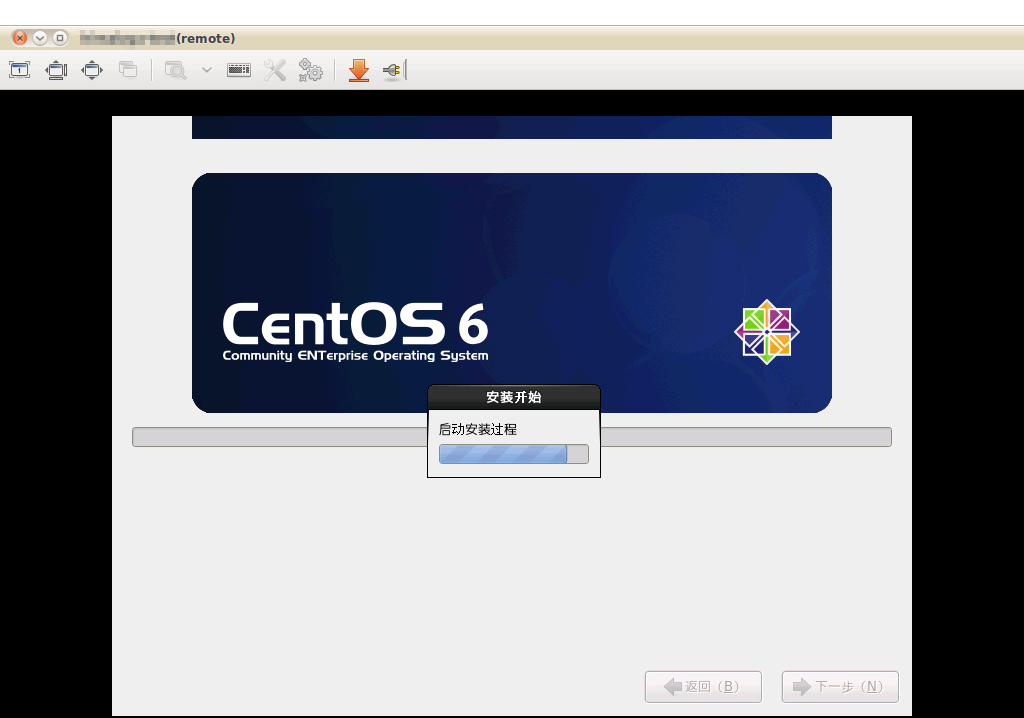 (remote)
CentOS 6
Community ENTerprise Operating System
安装开始
启动安装过程
返回（B）
下一步（N）